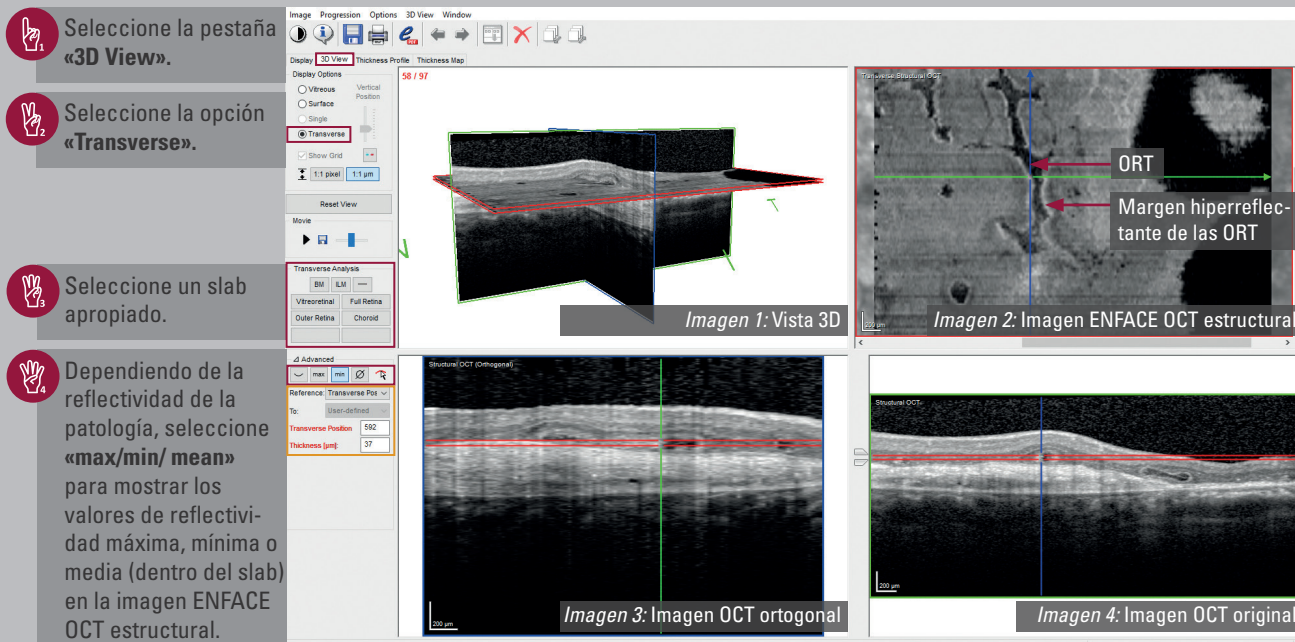 Seleccione la pestaña
«3D View».
Seleccione la opción
«Transverse».
Seleccione un slab
apropiado.
Dependiendo de la
reflectividad de la
patología, seleccione
«max/min/ mean»
para mostrar los
valores de reflectivi-
dad máxima, mínima o
media (dentro del slab)
en la imagen ENFACE
OCT estructural.
1
2
3
4
Image Progression Options 3D View Window
Display 3D View Thickness Profile Thickness Map
Display Options
Vitreous
Surface
Single
Transverse
Vertical
Position
Show Grid
1:1 pixel 1:1 µm
Reset View
Movie
Transverse Analysis
BM ILM
Vitreoretinal Full Retina
Outer Retina Choroid
Advanced
max min Ø
Reference: Transverse Pos
To: User-defined
Transverse Position 592
Thickness [µm]: 37
58 / 97
Imagen 1: Vista 3D
Transverse Structural OCT
ORT
Margen hiperreflec-
tante de las ORT
200 µm
Imagen 2: Imagen ENFACE OCT estructural
Structural OCT (Orthogonal)
200 µm
Imagen 3: Imagen OCT ortogonal
Structural OCT
200 µm
Imagen 4: Imagen OCT original